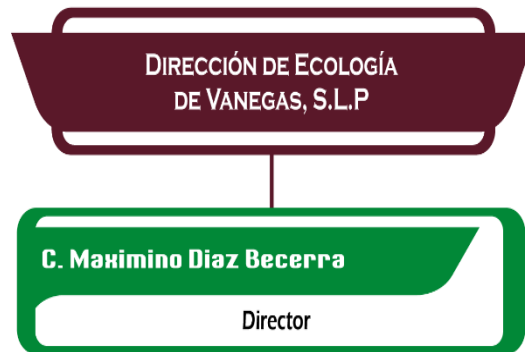 DIRECCIÓN DE ECOLOGÍA
DE VANEGAS, S.L.P
C. Maximino Diaz Becerra
Director